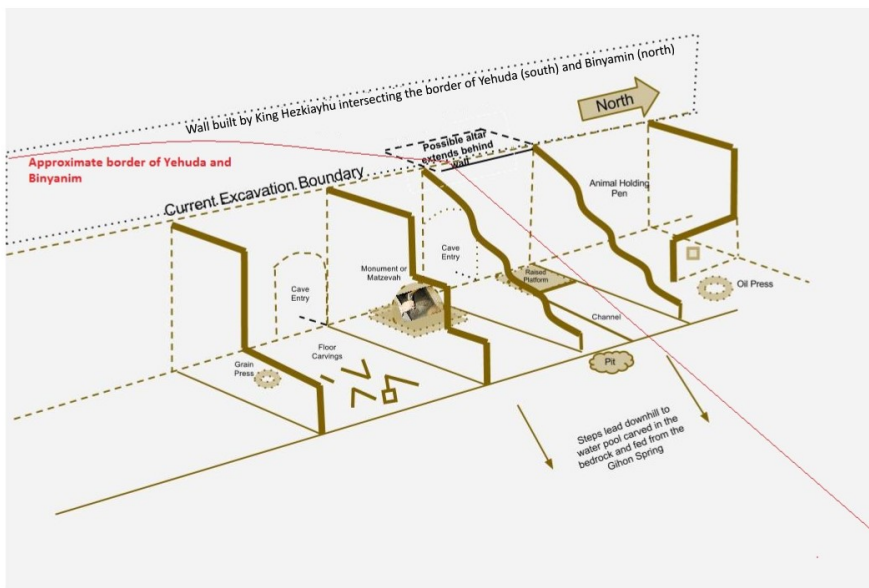 Wall built by King Hezkiayhu intersecting the border of Yehuda (south) and Binyamin (north)
North
Approximate border of Yehuda and
Binyanim
Possible altar
extends behind
wall
Current Excavation Boundary
Animal Holding
Pen
Cave
Entry
Monument or
Matzevah
Cave
Entry
Raised
Platform
Oil Press
Channel
Floor
Carvings
Grain
Press
Pit
Steps lead downhill to
water pool carved in the
bedrock and fed from the
Gihon Spring